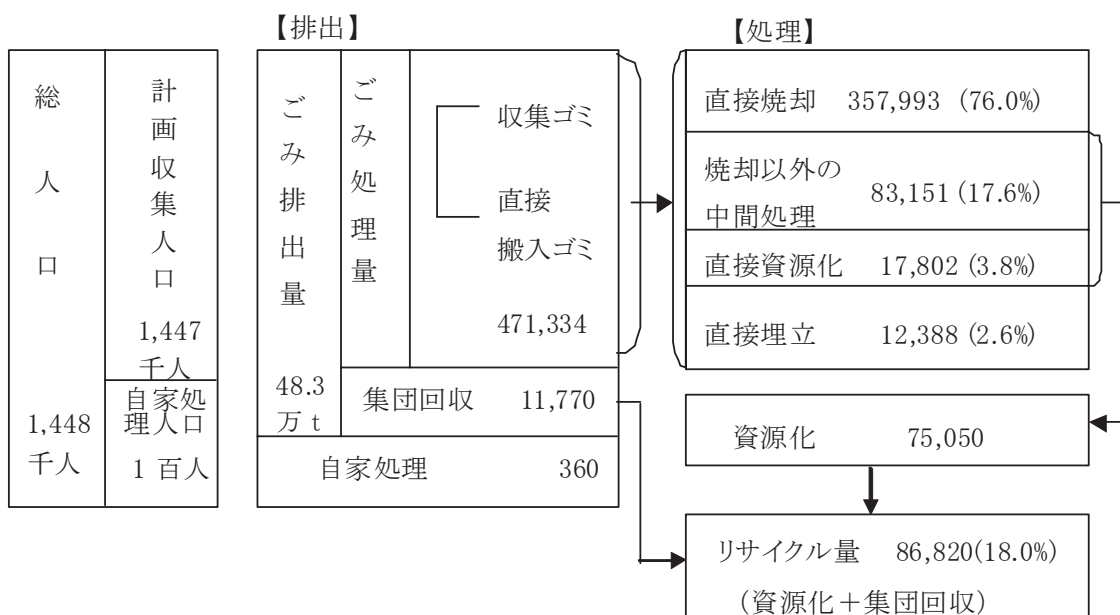 【排出】
【処理】
総人口
1,448
千人
計画収集人口
1,447
千人
自家処
理人口
1 百人
ごみ排出量
48.3
万ｔ
ごみ処理量
収集ゴミ
直接
搬入ゴミ
471,334
集団回収 11,770
自家処理 360
直接焼却 357,993 (76.0%)
焼却以外の
中間処理 83,151 (17.6%)
直接資源化 17,802 (3.8%)
直接埋立 12,388 (2.6%)
資源化 75,050
リサイクル量 86,820(18.0%)
（資源化＋集団回収）